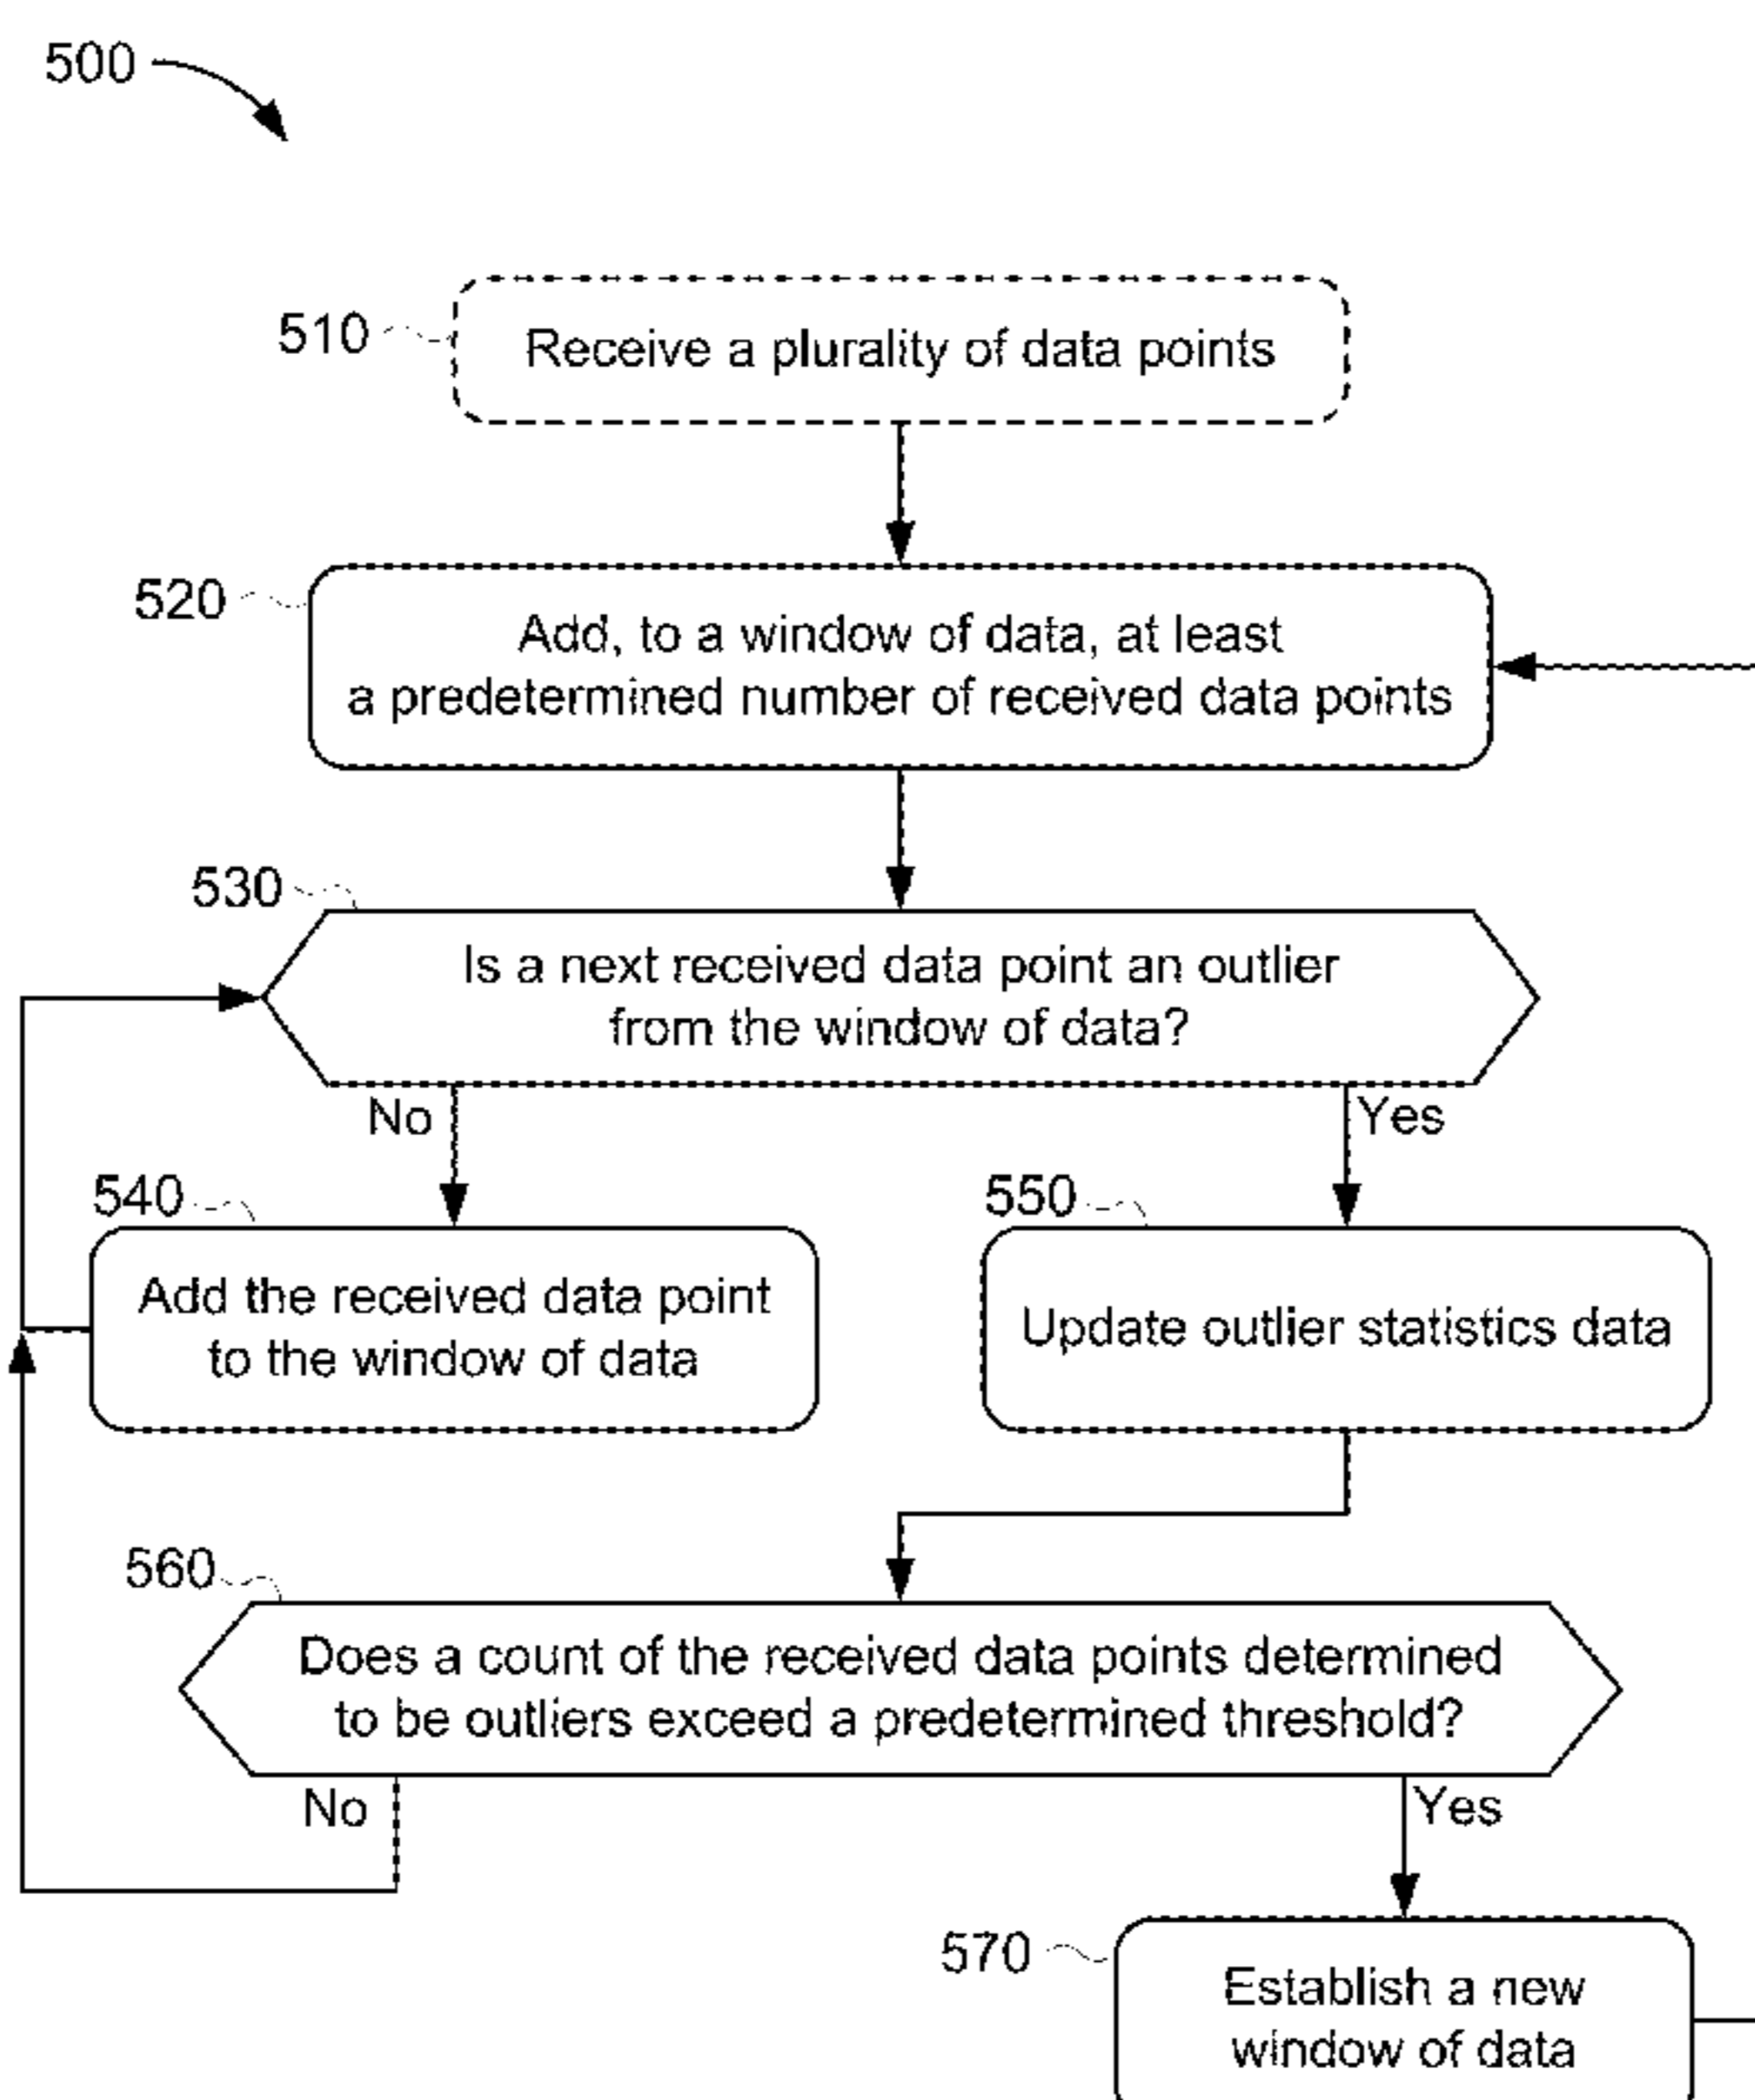 500
510
Receive a plurality of data points
520
Add, to a window of data, at least
a predetermined number of received data points
530
Is a next received data point an outlier
from the window of data?
No
Yes
540
550
Add the received data point
to the window of data
Update outlier statistics data
560
Does a count of the received data points determined
to be outliers exceed a predetermined threshold?
No
Yes
570
Establish a new
window of data